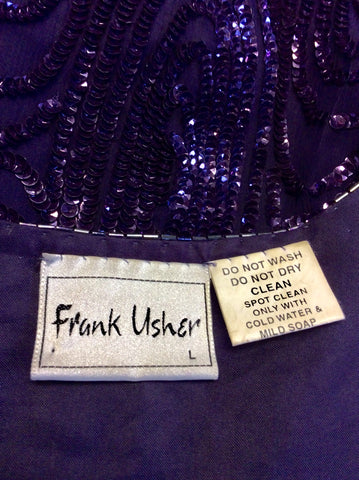 Frank Usher
L
DO NOT WASH
DO NOT DRY
CLEAN
SPOT CLEAN
ONLY WITH
COLD WATER &
MILD SOAP